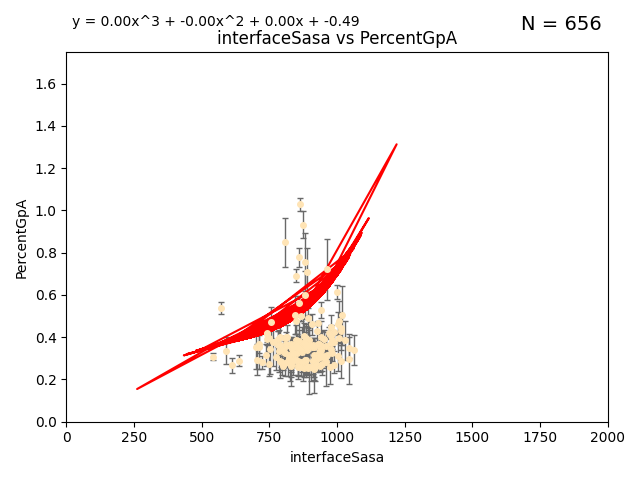 y = 0.00x^3 + -0.00x^2 + 0.00x + -0.49
N = 656
interfaceSasa vs PercentGpA
PercentGpA
1.6
1.4
1.2
1.0
0.8
0.6
0.4
0.2
0.0
0 250 500 750 1000 1250 1500 1750 2000
interfaceSasa